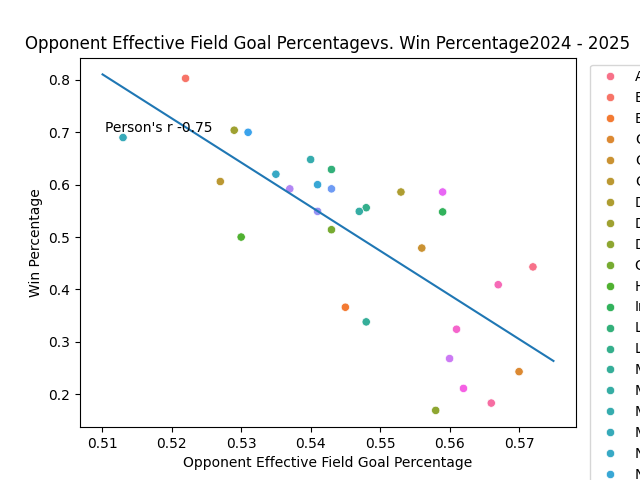 Opponent Effective Field Goal Percentagevs. Win Percentage2024 - 2025
0.8
0.7
0.6
0.5
0.4
0.3
0.2
Win Percentage
Person's r -0.75
0.51 0.52 0.53 0.54 0.55 0.56 0.57
Opponent Effective Field Goal Percentage